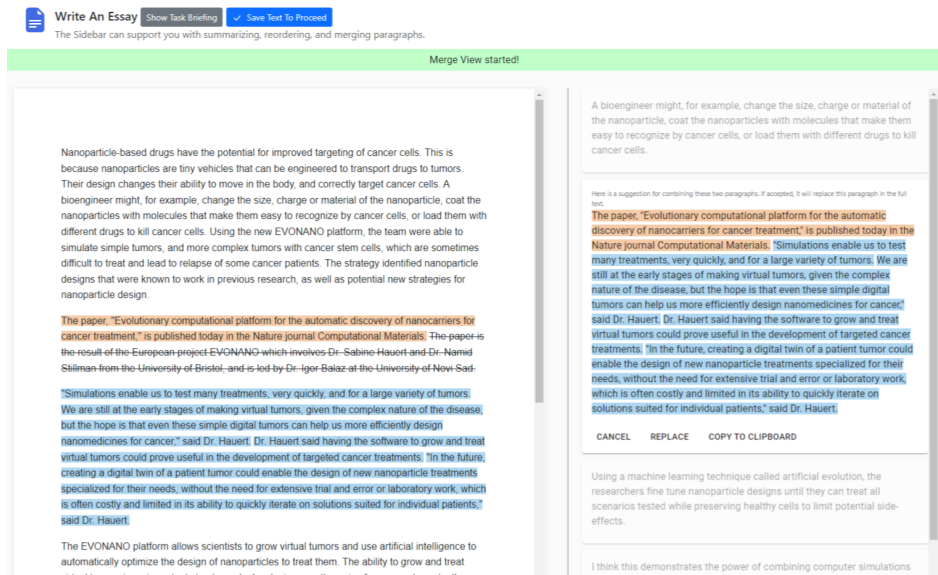 Write An Essay Show Task Briefing ✓ Save Text To Proceed
The Sidebar can support you with summarizing, reordering, and merging paragraphs.
Merge View started!
Nanoparticle-based drugs have the potential for improved targeting of cancer cells. This is
because nanoparticles are tiny vehicles that can be engineered to transport drugs to tumors.
Their design changes their ability to move in the body, and correctly target cancer cells. A
bioengineer might, for example, change the size, charge or material of the nanoparticle, coat the
nanoparticles with molecules that make them easy to recognize by cancer cells, or load them with
different drugs to kill cancer cells. Using the new EVONANO platform, the team were able to
simulate simple tumors, and more complex tumors with cancer stem cells, which are sometimes
difficult to treat and lead to relapse of some cancer patients. The strategy identified nanoparticle
designs that were known to work in previous research, as well as potential new strategies for
nanoparticle design.
The paper, "Evolutionary computational platform for the automatic discovery of nanocarriers for
cancer treatment," is published today in the Nature journal Computational Materials. The paper is
the result of the European project EVONANO which involves Dr. Sabine Hauert and Dr. Namid
Stillman from the University of Bristol, and is led by Dr. Igor Balaz at the University of Novi Sad.
"Simulations enable us to test many treatments, very quickly, and for a large variety of tumors.
We are still at the early stages of making virtual tumors, given the complex nature of the disease,
but the hope is that even these simple digital tumors can help us more efficiently design
nanomedicines for cancer," said Dr. Hauert. Dr. Hauert said having the software to grow and treat
virtual tumors could prove useful in the development of targeted cancer treatments. "In the future,
creating a digital twin of a patient tumor could enable the design of new nanoparticle treatments
specialized for their needs, without the need for extensive trial and error or laboratory work, which
is often costly and limited in its ability to quickly iterate on solutions suited for individual patients,"
said Dr. Hauert.
The EVONANO platform allows scientists to grow virtual tumors and use artificial intelligence to
automatically optimize the design of nanoparticles to treat them. The ability to grow and treat
A bioengineer might, for example, change the size, charge or material of
the nanoparticle, coat the nanoparticles with molecules that make them
easy to recognize by cancer cells, or load them with different drugs to kill
cancer cells.
Here is a suggestion for combining these two paragraphs. If accepted, it will replace this paragraph in the full
text.
The paper, "Evolutionary computational platform for the automatic
discovery of nanocarriers for cancer treatment," is published today in the
Nature journal Computational Materials. "Simulations enable us to test
many treatments, very quickly, and for a large variety of tumors. We are
still at the early stages of making virtual tumors, given the complex
nature of the disease, but the hope is that even these simple digital
tumors can help us more efficiently design nanomedicines for cancer,"
said Dr. Hauert. Dr. Hauert said having the software to grow and treat
virtual tumors could prove useful in the development of targeted cancer
treatments. "In the future, creating a digital twin of a patient tumor could
enable the design of new nanoparticle treatments specialized for their
needs, without the need for extensive trial and error or laboratory work,
which is often costly and limited in its ability to quickly iterate on
solutions suited for individual patients," said Dr. Hauert.
CANCEL REPLACE COPY TO CLIPBOARD
Using a machine learning technique called artificial evolution, the
researchers fine tune nanoparticle designs until they can treat all
scenarios tested while preserving healthy cells to limit potential side-
effects.
I think this demonstrates the power of combining computer simulations